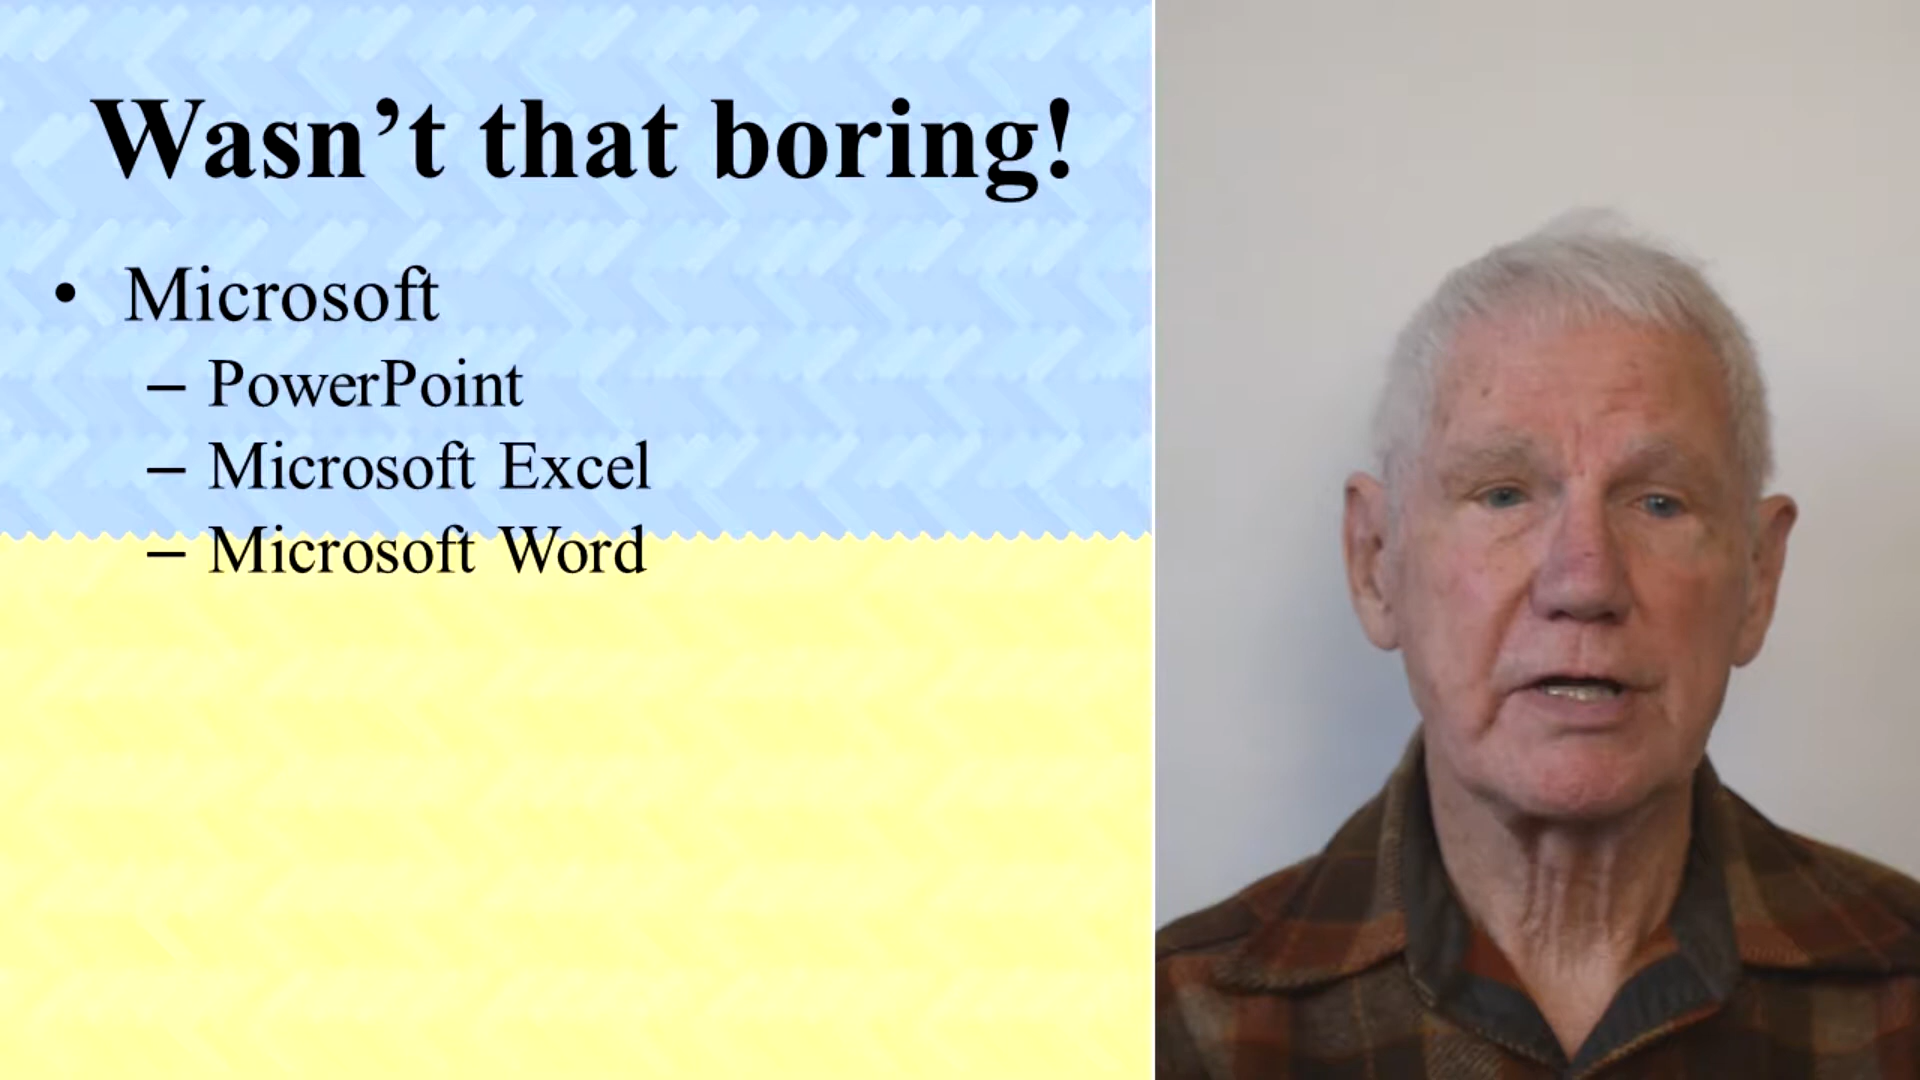 Wasn’t that boring!
• Microsoft
– PowerPoint
– Microsoft Excel
– Microsoft Word